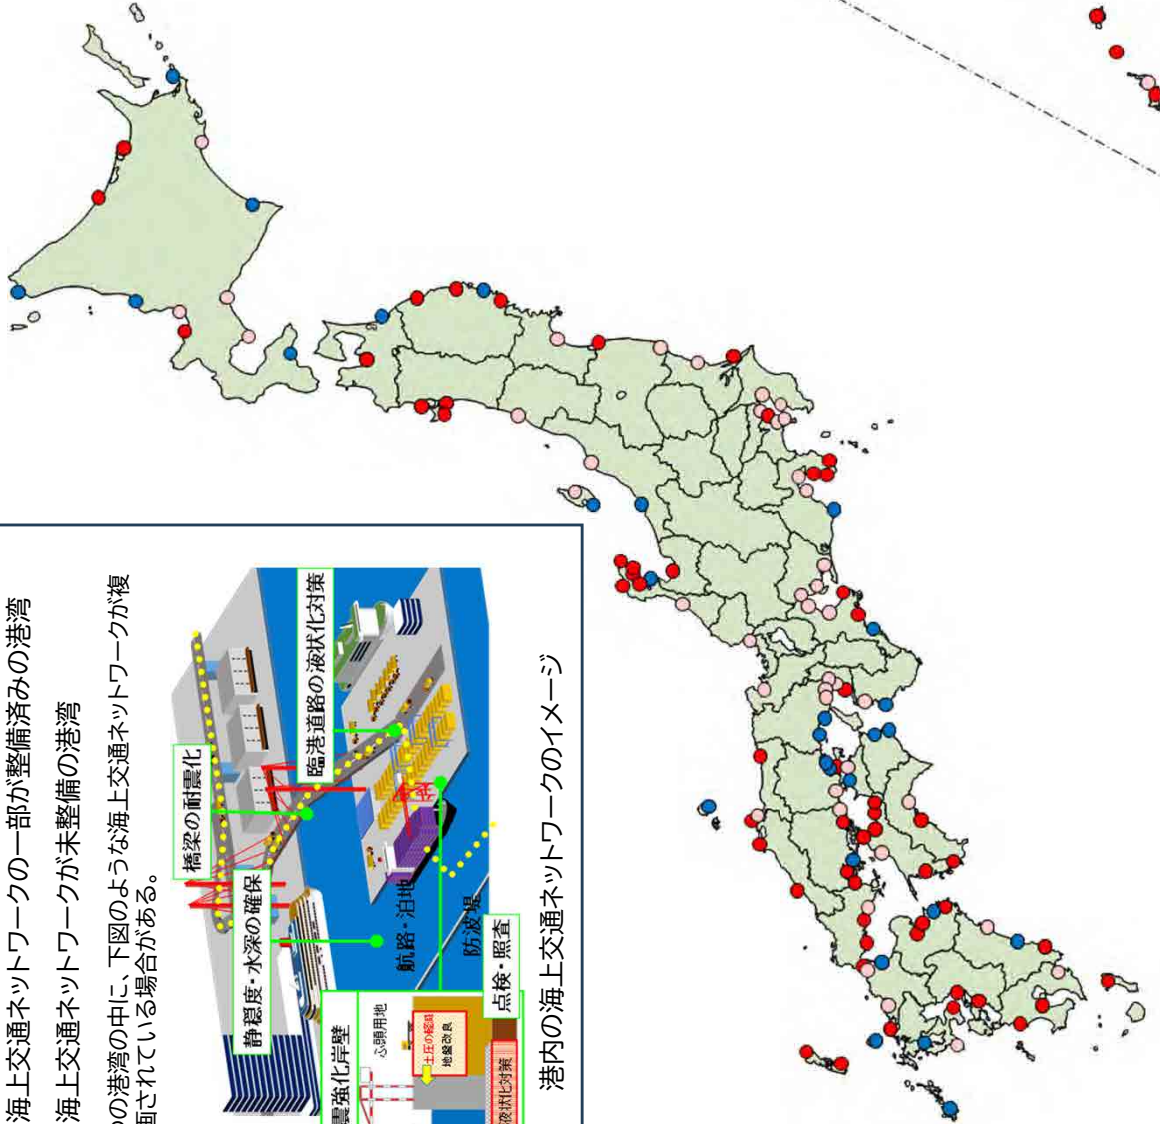 海上交通ネットワークの一部が整備済みの港湾
海上交通ネットワークが未整備の港湾
の港湾の中に、下図のような海上交通ネットワークが複
画されている場合がある。
橋梁の耐震化
臨港道路の液状化対策
静穏度・水深の確保
航路・泊地
防波堤
点検・照査
震強化岸壁
土圧の軽減
地盤改良
液状化対策
港内の海上交通ネットワークのイメージ